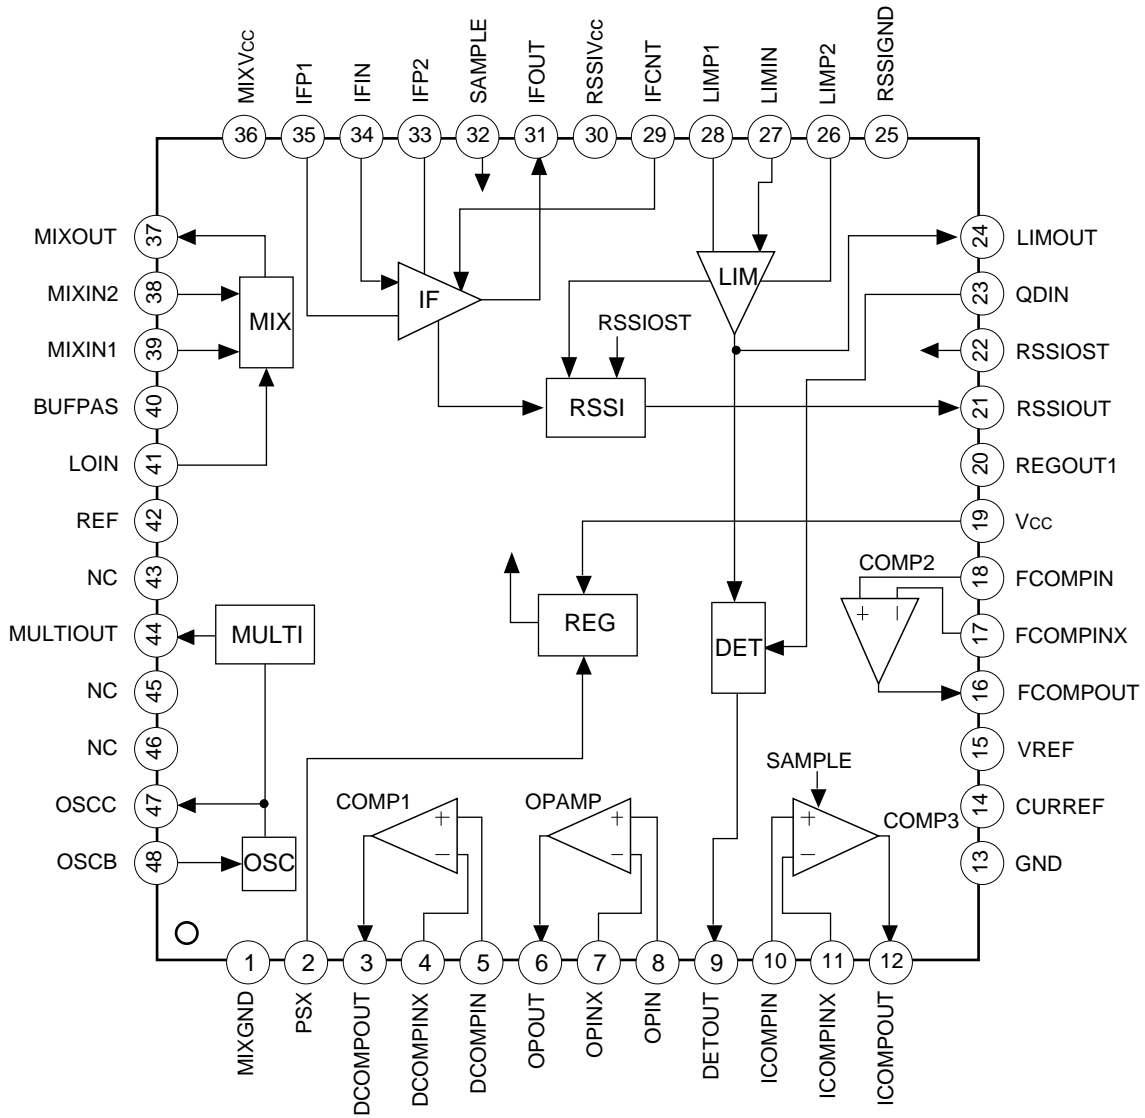 MIXVCC
IFP1
IFIN
IFP2
SAMPLE
IFOUT
RSSIVCC
IFCNT
LIMP1
LIMIN
LIMP2
RSSIGND
36
35
34
33
32
31
30
29
28
27
26
25
MIXOUT
37
MIXIN2
38
MIXIN1
39
BUFPAS
40
LOIN
41
REF
42
NC
43
MULTIOUT
44
NC
45
NC
46
OSCC
47
OSCB
48
MIX
IF
LIM
RSSIOST
RSSI
MULTI
REG
DET
COMP2
+
−
OSC
COMP1
+
−
OPAMP
+
−
SAMPLE
+
−
COMP3
24
LIMOUT
23
QDIN
22
RSSIOST
21
RSSIOUT
20
REGOUT1
19
VCC
18
FCOMPIN
17
FCOMPINX
16
FCOMPOUT
15
VREF
14
CURREF
13
GND
1
2
3
4
5
6
7
8
9
10
11
12
MIXGND
PSX
DCOMPOUT
DCOMPINX
DCOMPIN
OPOUT
OPINX
OPIN
DETOUT
ICOMPIN
ICOMPINX
ICOMPOUT